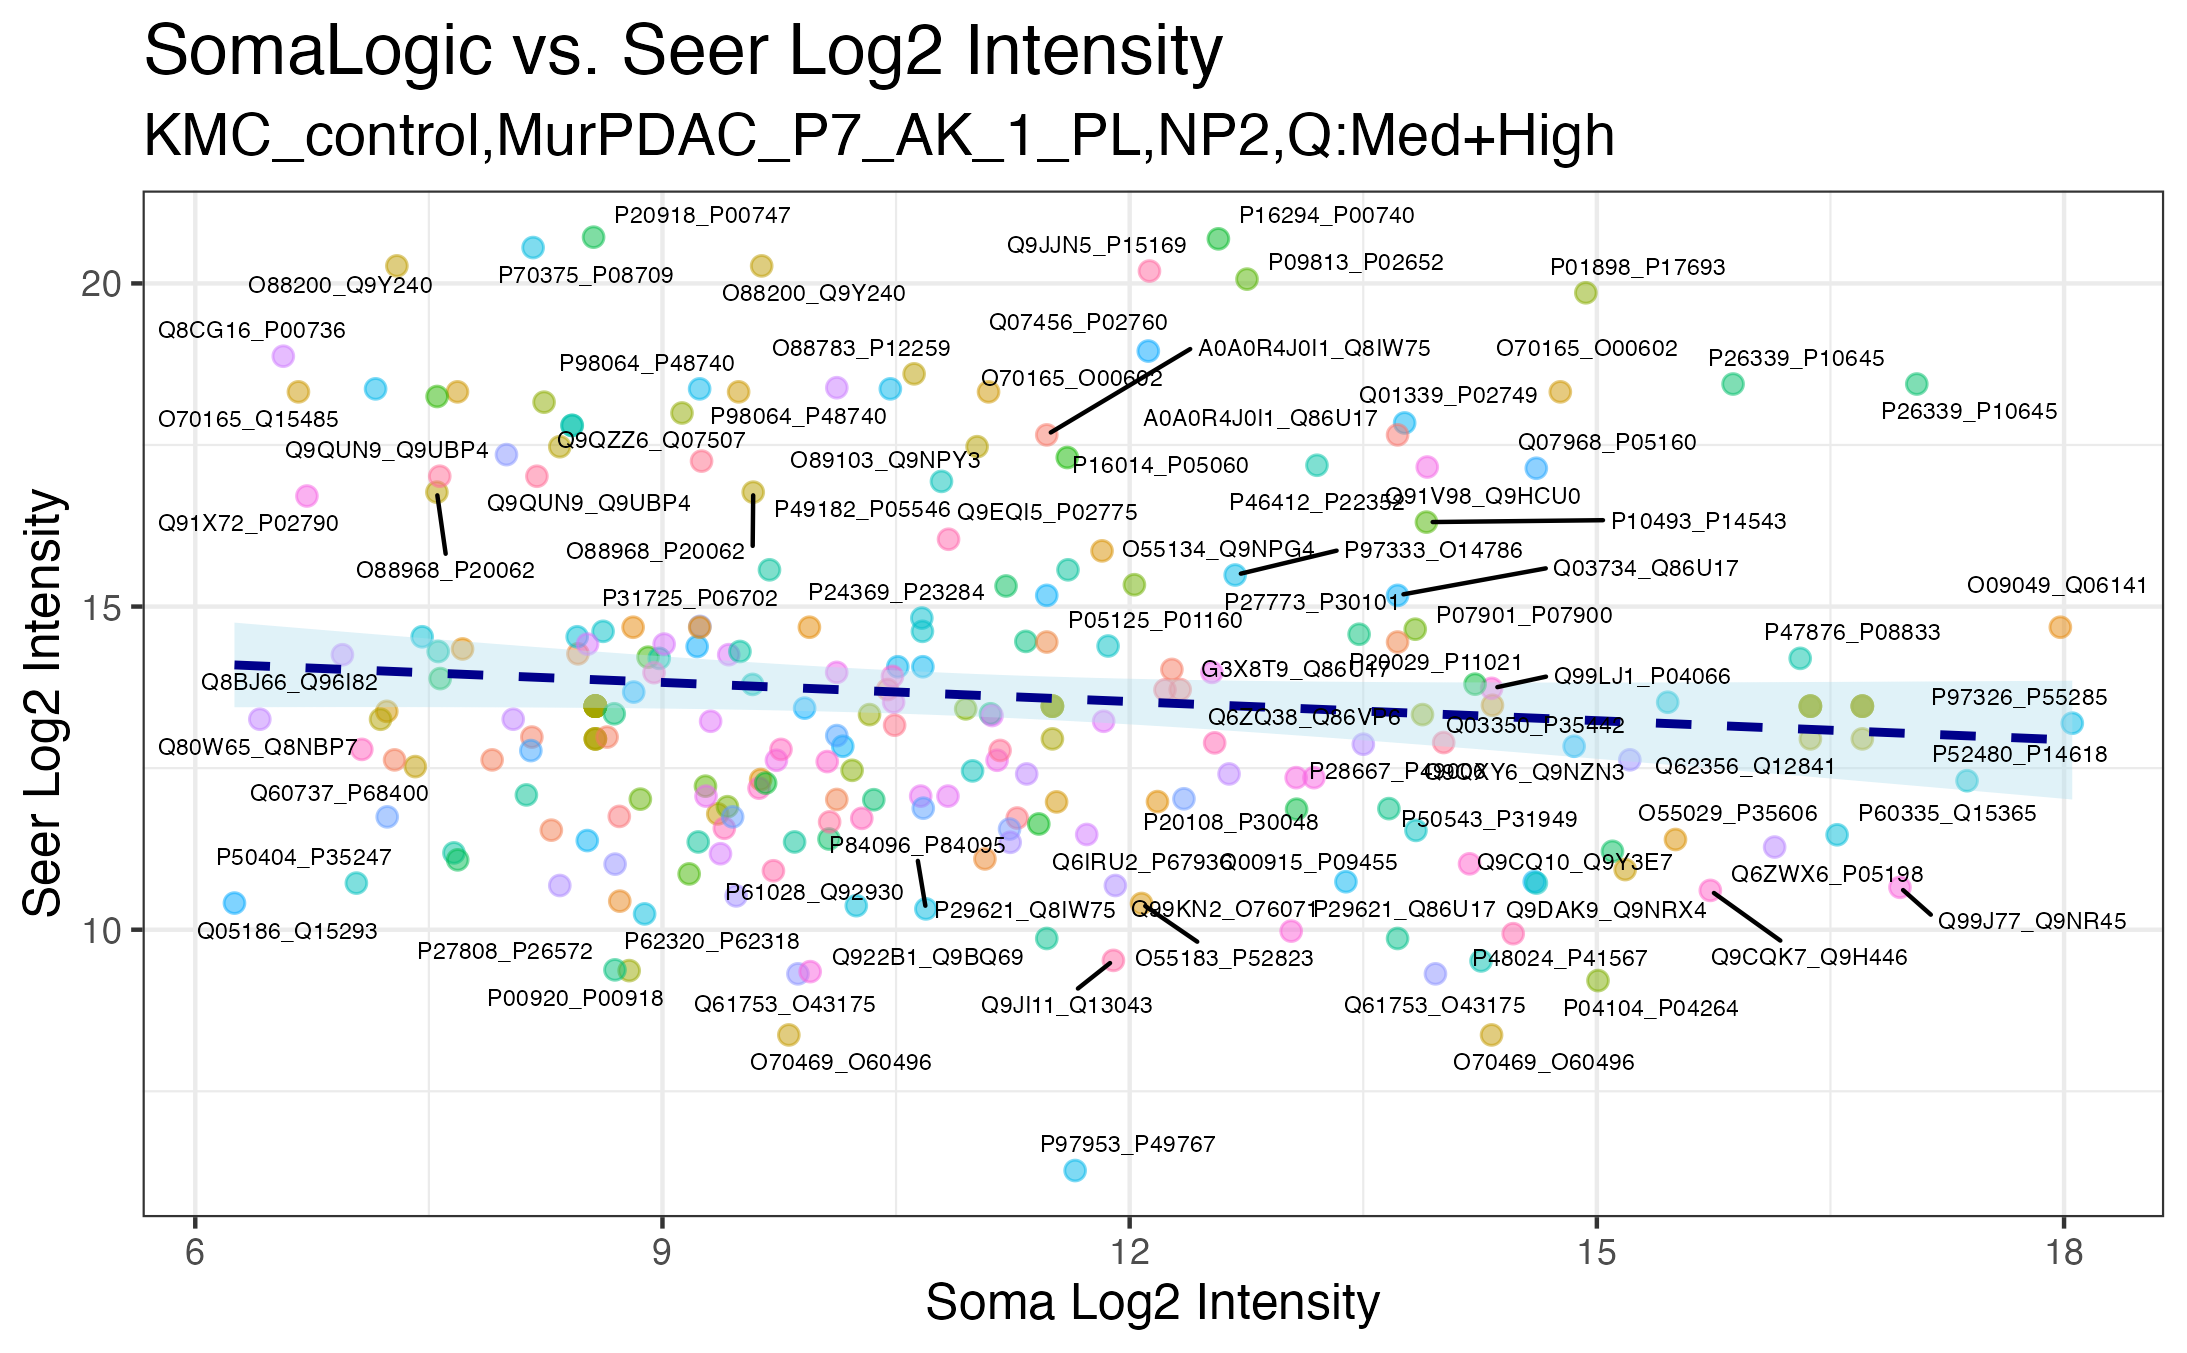 SomaLogic vs. Seer Log2 Intensity
KMC_control,MurPDAC_P7_AK_1_PL,NP2,Q:Med+High
P20918_P00747
P16294_P00740
Q9JJN5_P15169
P09813_P02652
P01898_P17693
P70375_P08709
O88200_Q9Y240
O88200_Q9Y240
Q8CG16_P00736
Q07456_P02760
O88783_P12259
A0A0R4J0I1_Q8IW75
O70165_O00602
P26339_P10645
P98064_P48740
O70165_O00602
Q01339_P02749
P26339_P10645
O70165_Q15485
P98064_P48740
A0A0R4J0I1_Q86U17
Q9QZZ6_Q07507
Q07968_P05160
Q9QUN9_Q9UBP4
O89103_Q9NPY3
P16014_P05060
Q91V98_Q9HCU0
Q9QUN9_Q9UBP4
P46412_P22352
P49182_P05546
Q9EQI5_P02775
Q91X72_P02790
P10493_P14543
O88968_P20062
O55134_Q9NPG4
P97333_O14786
O88968_P20062
Q03734_Q86U17
O09049_Q06141
P31725_P06702
P24369_P23284
P27773_P30101
P07901_P07900
P05125_P01160
P47876_P08833
P20029_P11021
G3X8T9_Q86U17
Q99LJ1_P04066
Q8BJ66_Q96I82
P97326_P55285
Q6ZQ38_Q86VP6
Q03350_P35442
Q80W65_Q8NBP7
P52480_P14618
P28667_P49006
Q9QXY6_Q9NZN3
Q62356_Q12841
Q60737_P68400
P20108_P30048
P50543_P31949
O55029_P35606
P60335_Q15365
P84096_P84095
P50404_P35247
Q6IRU2_P67936
Q00915_P09455
Q9CQ10_Q9Y3E7
Q6ZWX6_P05198
P61028_Q92930
P29621_Q8IW75
Q99KN2_O76071
P29621_Q86U17
Q9DAK9_Q9NRX4
Q99J77_Q9NR45
Q05186_Q15293
P62320_P62318
P27808_P26572
Q922B1_Q9BQ69
O55183_P52823
P48024_P41567
Q9CQK7_Q9H446
P00920_P00918
Q61753_O43175
Q9JI11_Q13043
Q61753_O43175
P04104_P04264
O70469_O60496
O70469_O60496
P97953_P49767
20
15
10
6
9
12
15
18
Soma Log2 Intensity
Seer Log2 Intensity